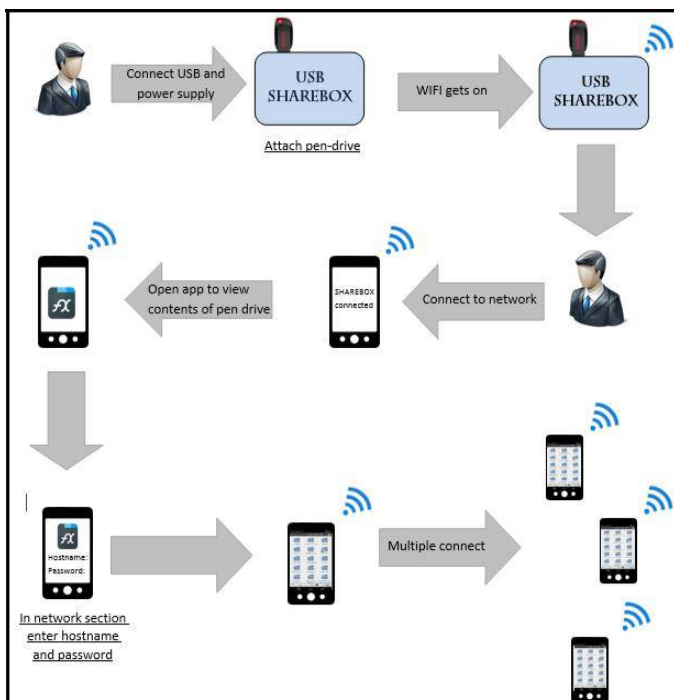 Connect USB and
power supply
USB
SHAREBOX
Attach pen-drive
WIFI gets on
USB
SHAREBOX
Connect to network
SHAREBOX
connected
Open app to view
contents of pen drive
fX
fX
Hostname:
Password:
In network section
enter hostname
and password
Multiple connect